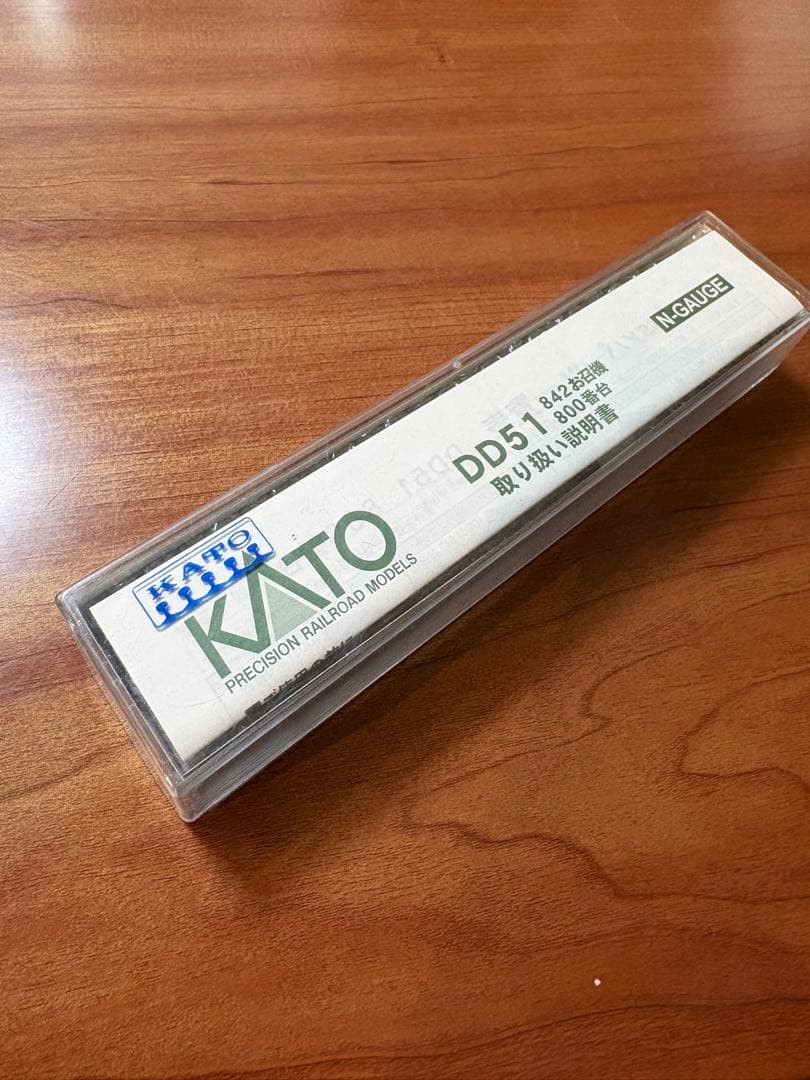 KATO
KATO
PRECISION RAILROAD MODELS
DD51 842お召機
800番台
取り扱い説明書
N-GAUGE